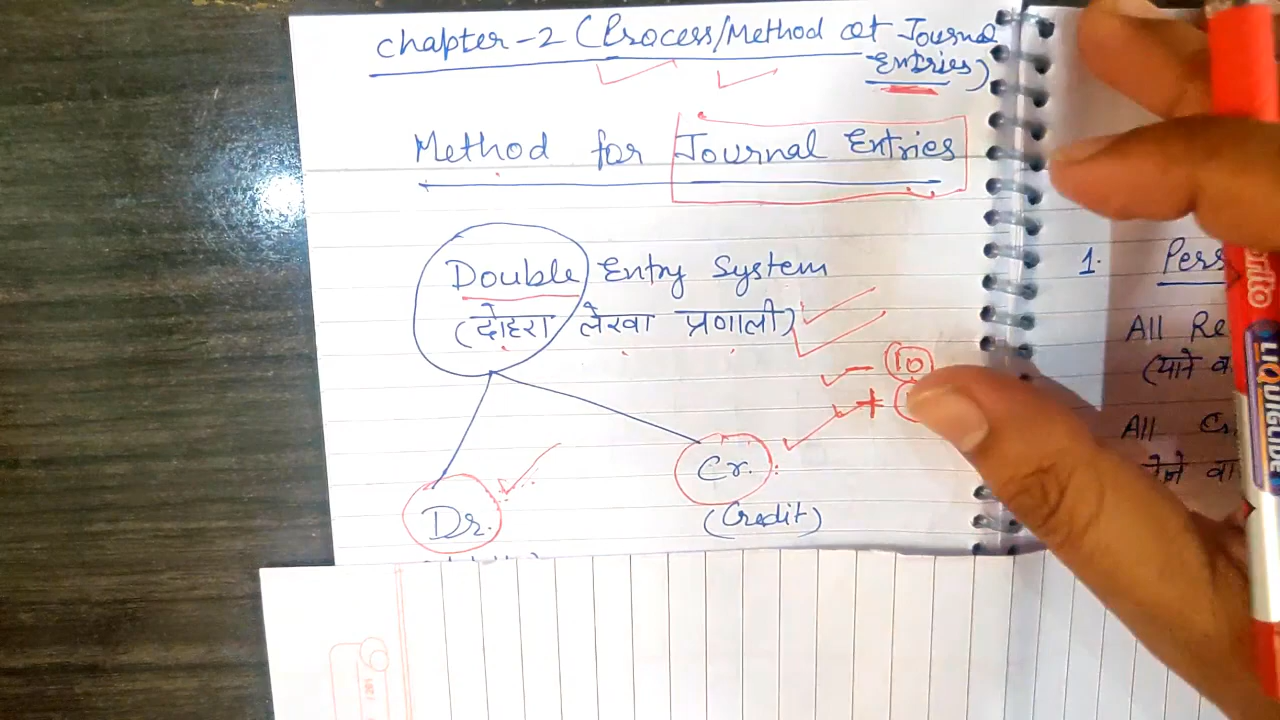 chapter-2 (Process/Method of Journal
Entries)
Method for Journal Entries
Double Entry System
(दोहरा लेखा प्रणाली)
- 10
+
Dr.
Cr.
(Credit)
1.
All
(याने
All
वा
LIQUIGLIDE